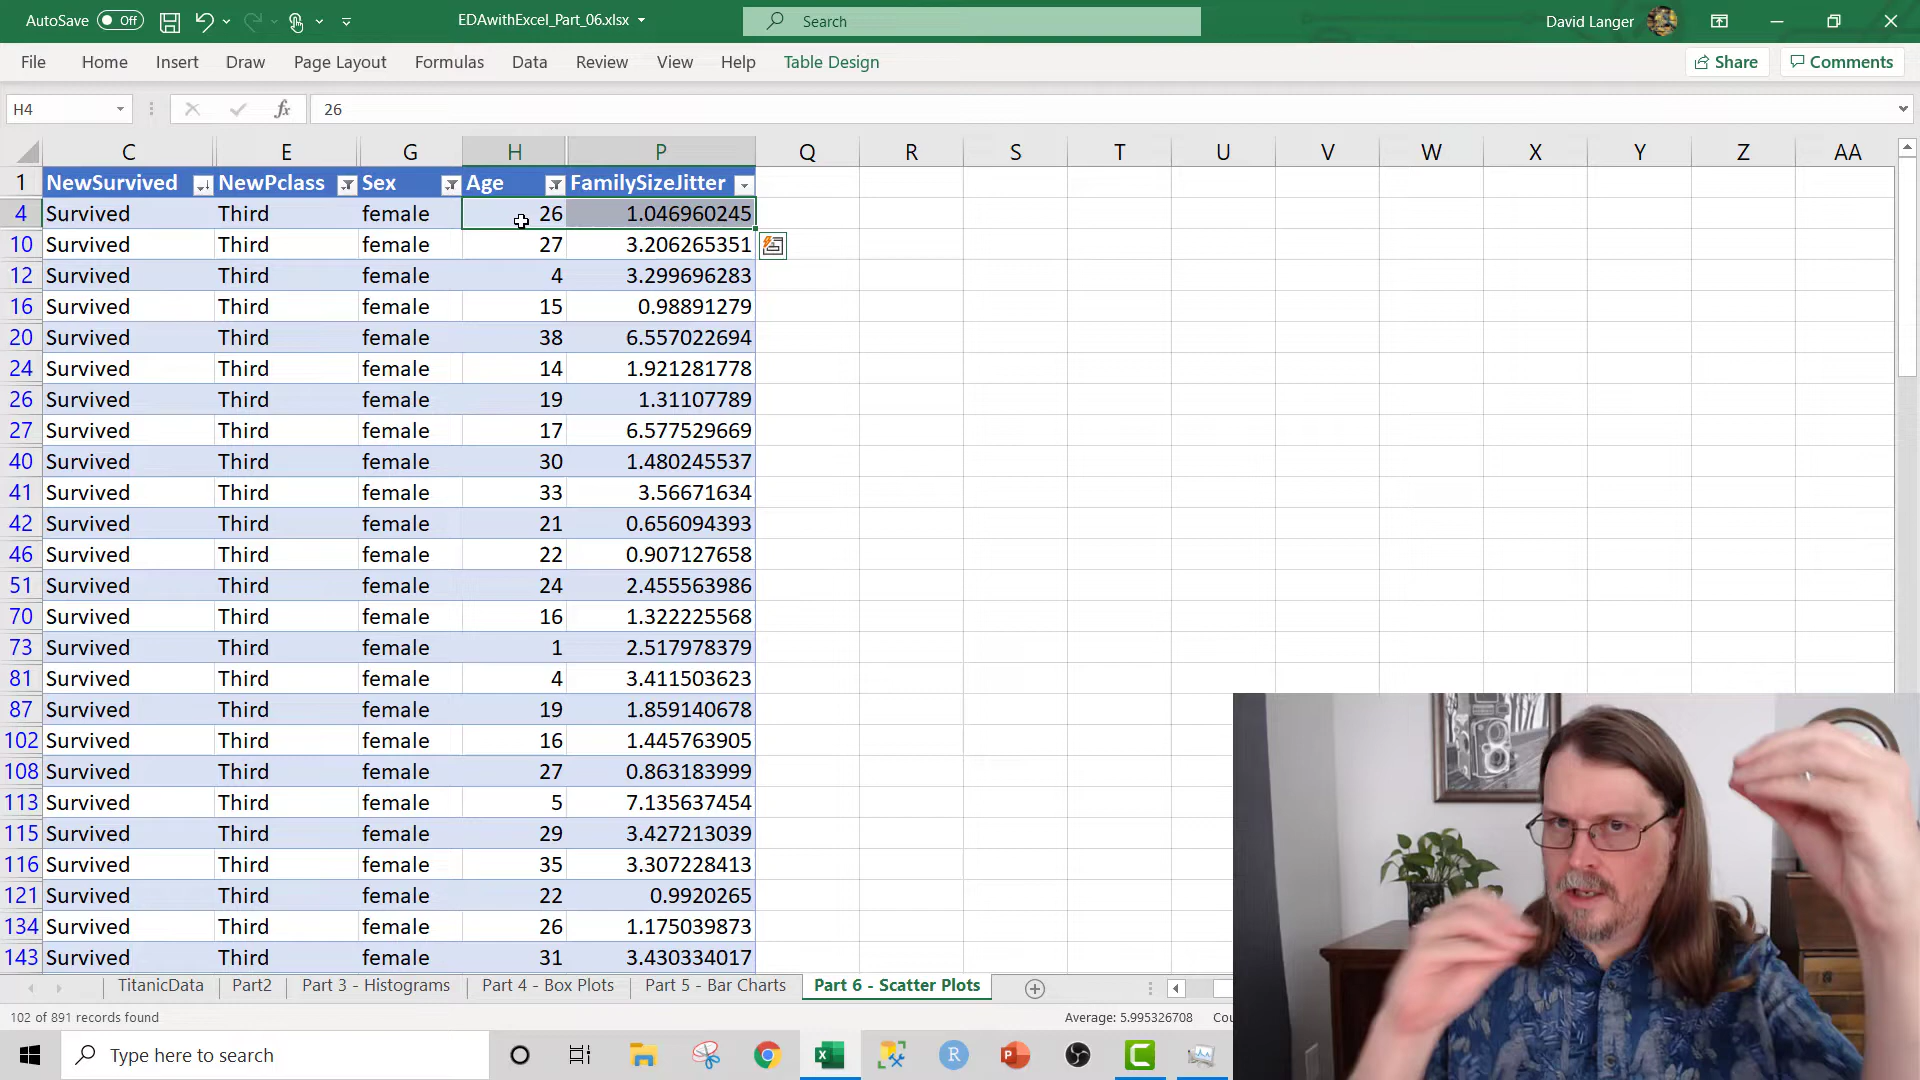 AutoSave Off EDAwithExcel_Part_06.xlsx Search David Langer
File Home Insert Draw Page Layout Formulas Data Review View Help Table Design Share Comments
H4 fx 26
C E G H P Q R S T U V W X Y Z AA
1 NewSurvived NewPclass Sex Age FamilySizeJitter
4 Survived Third female 26 1.046960245
10 Survived Third female 27 3.206265351
12 Survived Third female 4 3.299696283
16 Survived Third female 15 0.98891279
20 Survived Third female 38 6.557022694
24 Survived Third female 14 1.921281778
26 Survived Third female 19 1.31107789
27 Survived Third female 17 6.577529669
40 Survived Third female 30 1.480245537
41 Survived Third female 33 3.56671634
42 Survived Third female 21 0.656094393
46 Survived Third female 22 0.907127658
51 Survived Third female 24 2.455563986
70 Survived Third female 16 1.322225568
73 Survived Third female 1 2.517978379
81 Survived Third female 4 3.411503623
87 Survived Third female 19 1.859140678
102 Survived Third female 16 1.445763905
108 Survived Third female 27 0.863183999
113 Survived Third female 5 7.135637454
115 Survived Third female 29 3.427213039
116 Survived Third female 35 3.307228413
121 Survived Third female 22 0.9920265
134 Survived Third female 26 1.175039873
143 Survived Third female 31 3.430334017
TitanicData Part2 Part 3 - Histograms Part 4 - Box Plots Part 5 - Bar Charts Part 6 - Scatter Plots
102 of 891 records found Average: 5.995326708 Cou
Type here to search